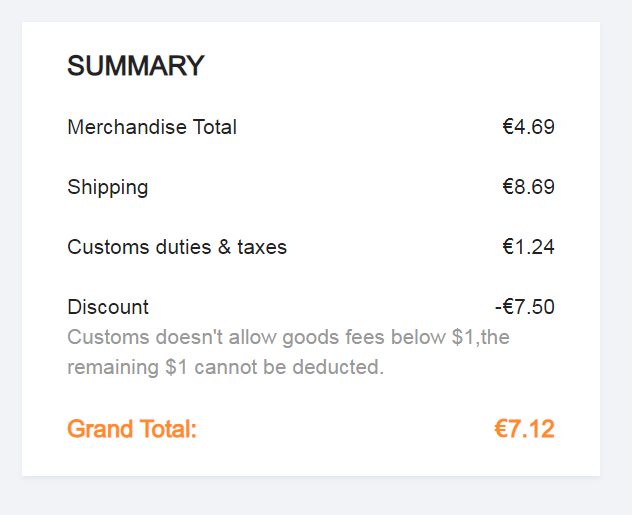 SUMMARY
Merchandise Total €4.69
Shipping €8.69
Customs duties & taxes €1.24
Discount -€7.50
Customs doesn't allow goods fees below $1,the
remaining $1 cannot be deducted.
Grand Total: €7.12